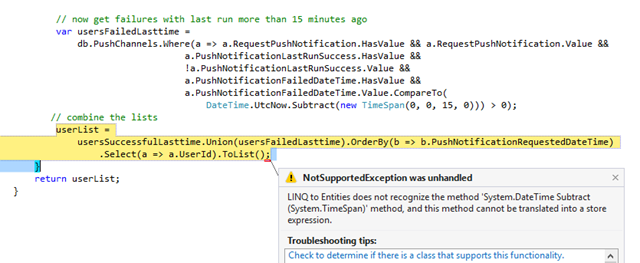 // now get failures with last run more than 15 minutes ago
var usersFailedLasttime =
db.PushChannels.Where(a => a.RequestPushNotification.HasValue && a.RequestPushNotification.Value &&
a.PushNotificationLastRunSuccess.HasValue &&
!a.PushNotificationLastRunSuccess.Value &&
a.PushNotificationFailedDateTime.HasValue &&
a.PushNotificationFailedDateTime.Value.CompareTo(
DateTime.UtcNow.Subtract(new TimeSpan(0, 0, 15, 0))) > 0);
// combine the lists
userList =
usersSuccessfulLasttime.Union(usersFailedLasttime).OrderBy(b => b.PushNotificationRequestedDateTime)
.Select(a => a.UserId).ToList();
}
return userList;
}
NotSupportedException was unhandled
LINQ to Entities does not recognize the method 'System.DateTime Subtract
(System.TimeSpan)' method, and this method cannot be translated into a store
expression.
Troubleshooting tips:
Check to determine if there is a class that supports this functionality.